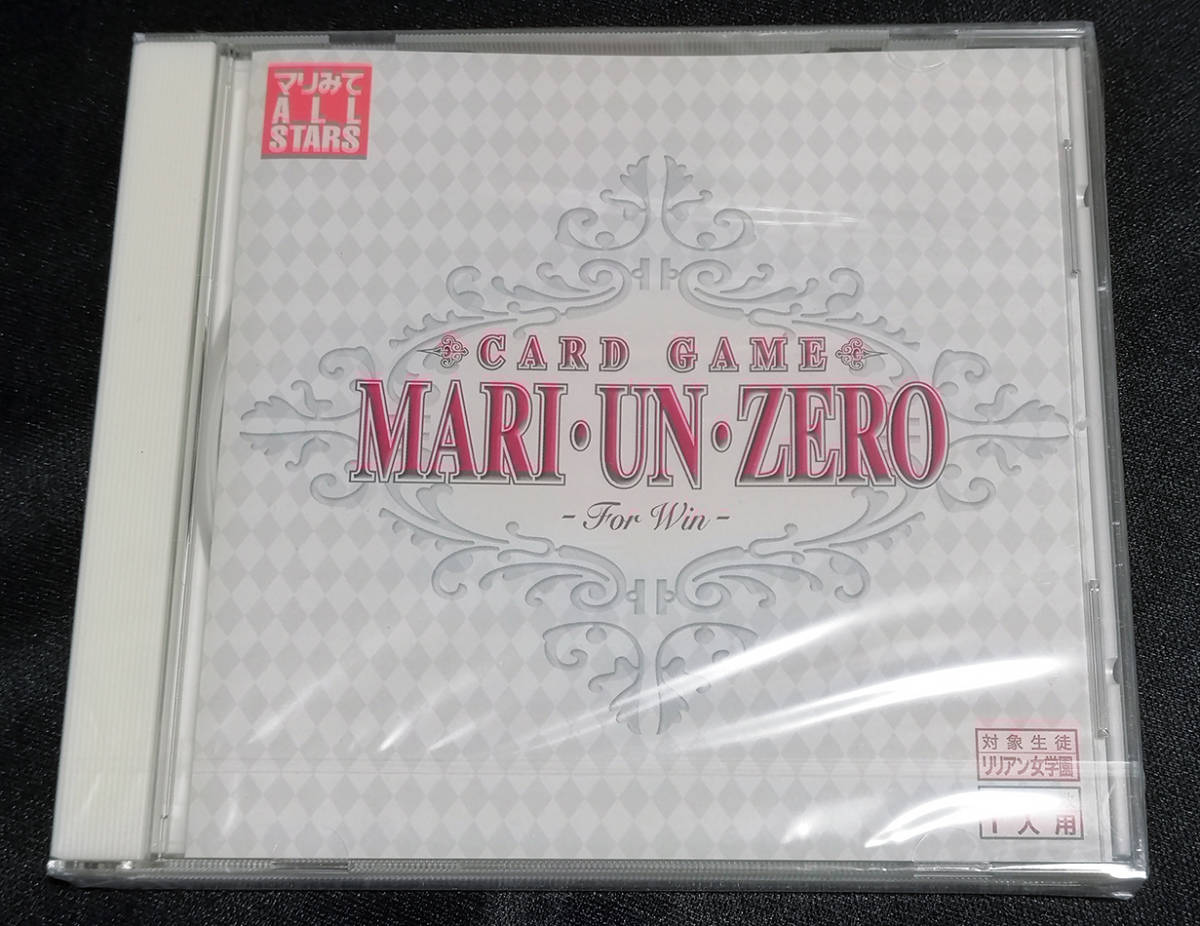 マリみて
ALL
STARS
CARD GAME
MARI・UN・ZERO
- For Win -
対象生徒
リリアン女学園
1人用